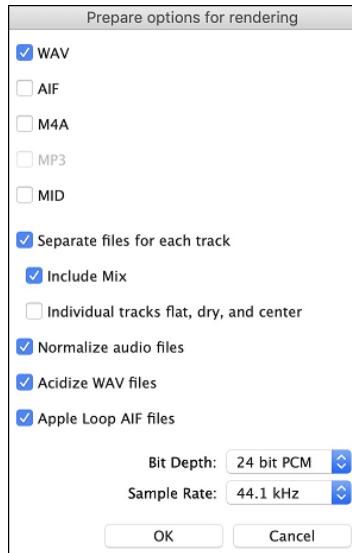 Prepare options for rendering
WAV
AIF
M4A
MP3
MID
Separate files for each track
Include Mix
Individual tracks flat, dry, and center
Normalize audio files
Acidize WAV files
Apple Loop AIF files
Bit Depth: 24 bit PCM
Sample Rate: 44.1 kHz
OK Cancel